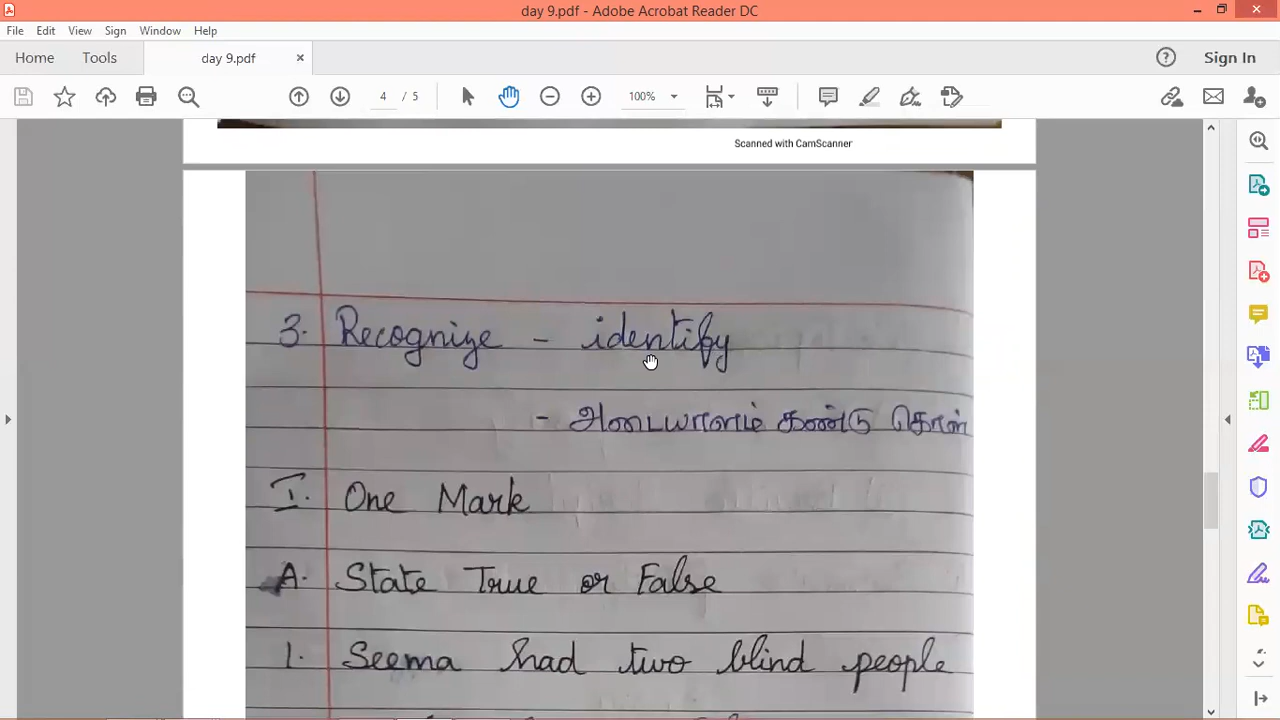 day 9.pdf - Adobe Acrobat Reader DC
File Edit View Sign Window Help
Home Tools day 9.pdf × Sign In
4 / 5 100%
Scanned with CamScanner
3. Recognize - identify
- அடையாளம் கண்டு கொள்
I. One Mark
A. State True or False
1. Seema had two blind people